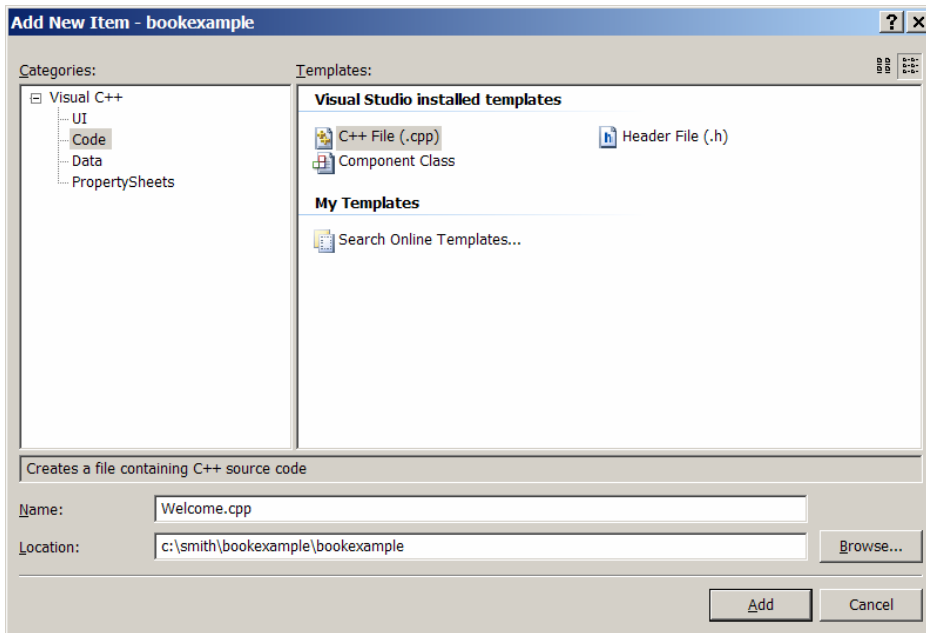 Add New Item - bookexample
Categories:
Templates:
Visual C++
UI
Code
Data
PropertySheets
Visual Studio installed templates
C++ File (.cpp)
Header File (.h)
Component Class
My Templates
Search Online Templates...
Creates a file containing C++ source code
Name:
Welcome.cpp
Location:
c:\smith\bookexample\bookexample
Browse...
Add
Cancel